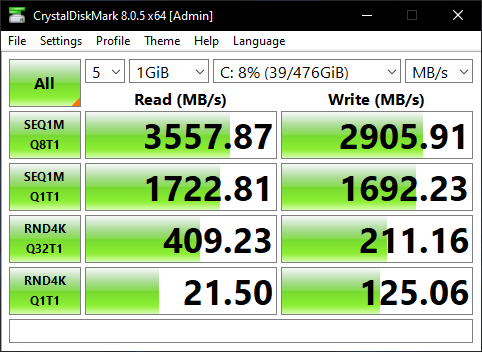 CrystalDiskMark 8.0.5 x64 [Admin]
File Settings Profile Theme Help Language
All 5 1GiB C: 8% (39/476GiB) MB/s
Read (MB/s) Write (MB/s)
SEQ1M
Q8T1 3557.87 2905.91
SEQ1M
Q1T1 1722.81 1692.23
RND4K
Q32T1 409.23 211.16
RND4K
Q1T1 21.50 125.06